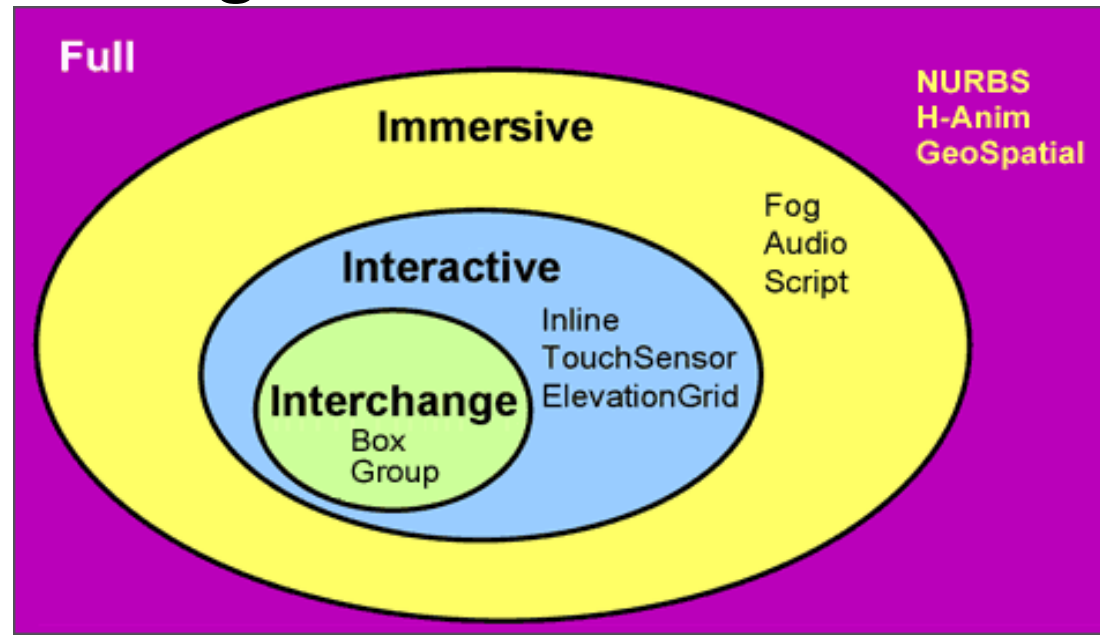 Full
NURBS
H-Anim
GeoSpatial
Immersive
Fog
Audio
Script
Interactive
Inline
TouchSensor
ElevationGrid
Interchange
Box
Group